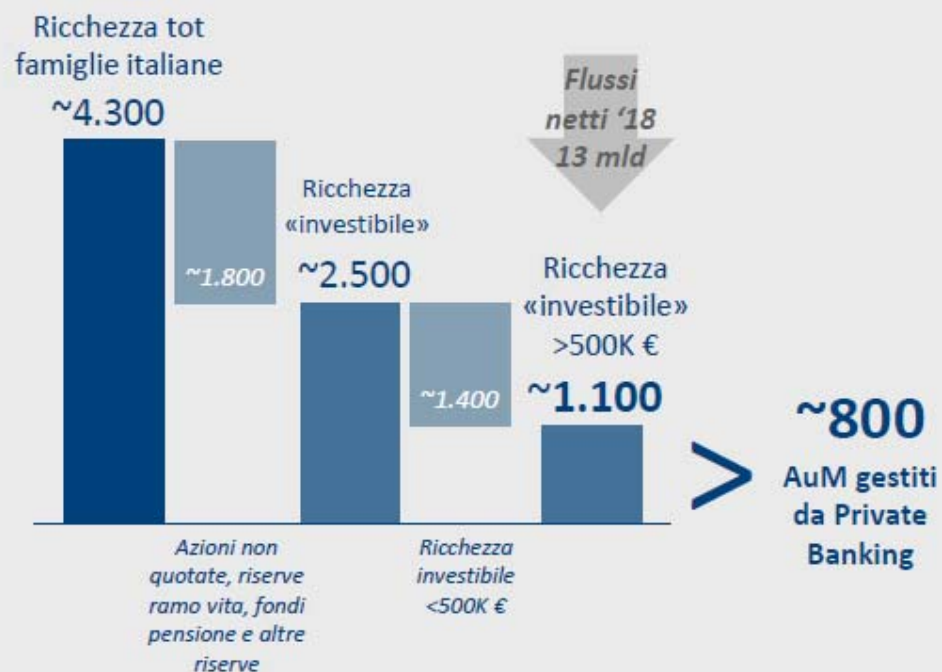 Ricchezza tot
famiglie italiane
~4.300
~1.800
Ricchezza
«investibile»
~2.500
~1.400
Flussi
netti ‘18
13 mld
Ricchezza
«investibile»
>500K €
~1.100
>
~800
AuM gestiti
da Private
Banking
Azioni non
quotate, riserve
ramo vita, fondi
pensione e altre
riserve
Ricchezza
investibile
<500K €